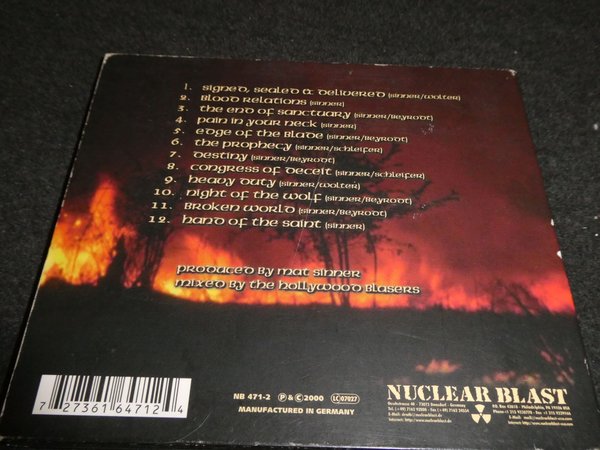 1. Signed, Sealed & Delivered (Sinner/Wolter)
2. Blood Relations (Sinner)
3. The End of Sanctuary (Sinner/Beyrodt)
4. Pain in Your Neck (Sinner)
5. Edge of the Blade (Sinner/Beyrodt)
6. The Prophecy (Sinner/Schleifer)
7. Destiny (Sinner/Beyrodt)
8. Congress of Deceit (Sinner/Schleifer)
9. Heavy Duty (Sinner/Wolter)
10. Night of the Wolf (Sinner/Beyrodt)
11. Broken World (Sinner/Beyrodt)
12. Hand of the Saint (Sinner)
Produced by Mat Sinner
Mixed by The Hollywood Blasers
7 27361 64712 4
NB 471-2 P & C 2000 LC 07027
MANUFACTURED IN GERMANY
NUCLEAR BLAST